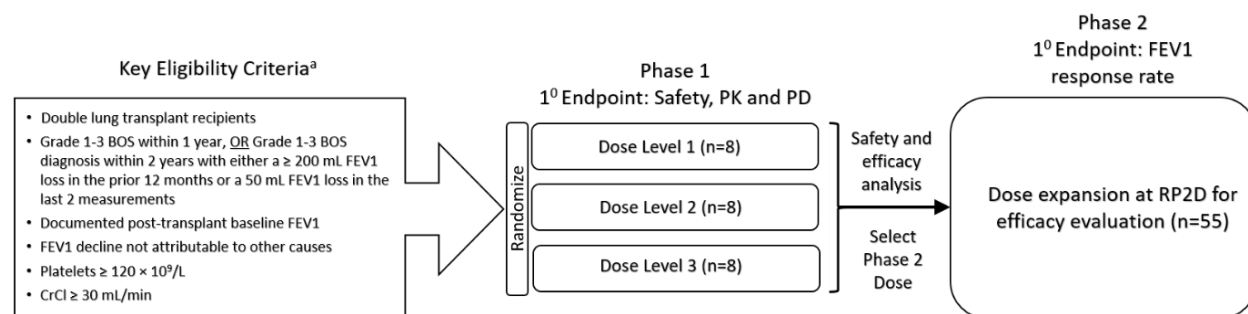 Key Eligibility Criteriaª
• Double lung transplant recipients
• Grade 1-3 BOS within 1 year, OR Grade 1-3 BOS
diagnosis within 2 years with either a ≥ 200 mL FEV1
loss in the prior 12 months or a 50 mL FEV1 loss in the
last 2 measurements
• Documented post-transplant baseline FEV1
• FEV1 decline not attributable to other causes
• Platelets ≥ 120 × 10⁹/L
• CrCl ≥ 30 mL/min
Randomize
Phase 1
1⁰ Endpoint: Safety, PK and PD
Dose Level 1 (n=8)
Dose Level 2 (n=8)
Dose Level 3 (n=8)
Safety and
efficacy
analysis
Select
Phase 2
Dose
Phase 2
1⁰ Endpoint: FEV1
response rate
Dose expansion at RP2D for
efficacy evaluation (n=55)